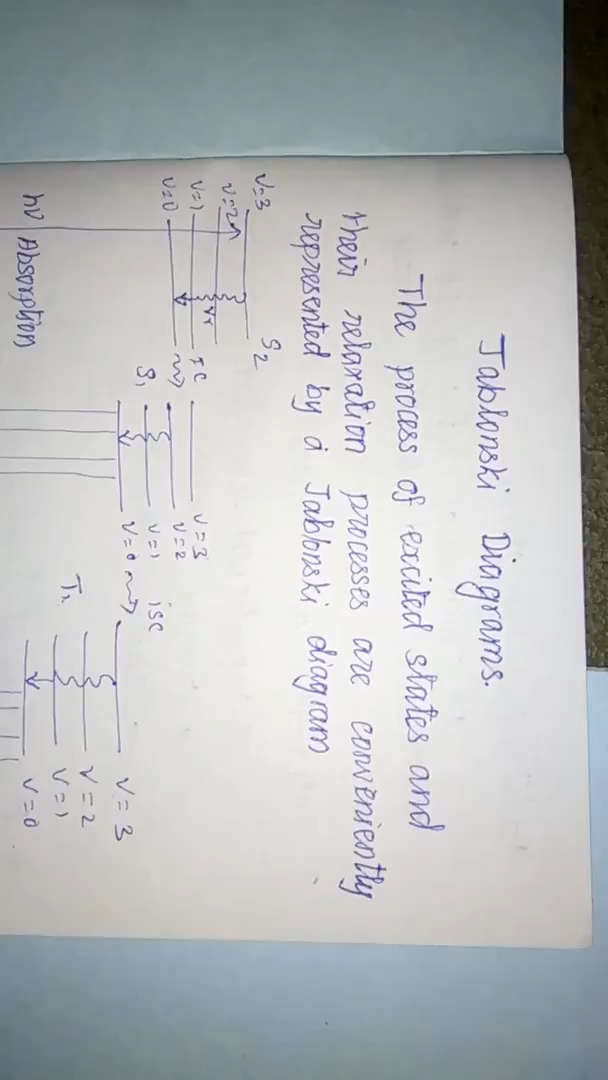 Jablonski Diagrams.
The process of excited states and
their relaxation processes are conveniently
represented by a Jablonski diagram
v=3
S2
v=2
v=1
Vr
IC
v=0
S1
v=3
v=2
v=1
v=0
isc
T1
v=3
v=2
v=1
v=0
hν Absorption